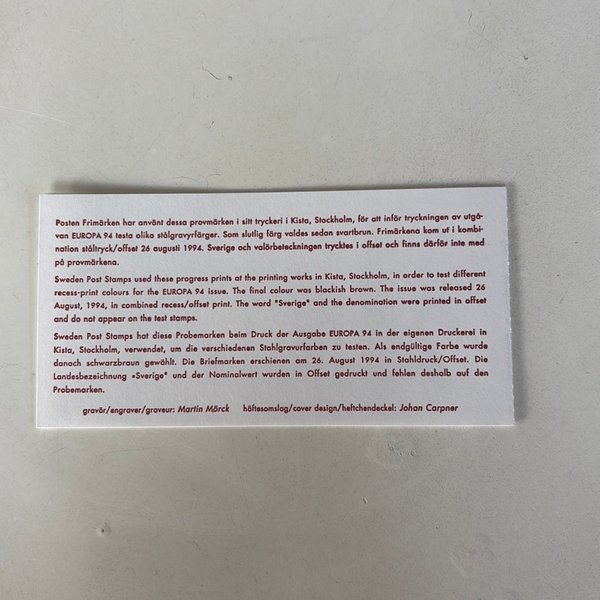 Posten Frimärken har använt dessa provmärken i sitt tryckeri i Kista, Stockholm, för att inför tryckningen av utgå-
van EUROPA 94 testa olika stålgravyrfärger. Som slutlig färg valdes sedan svartbrun. Frimärkena kom ut i kombi-
nation ståltryck/offset 26 augusti 1994. Sverige och valörbeteckningen trycktes i offset och finns därför inte med
på provmärkena.
Sweden Post Stamps used these progress prints at the printing works in Kista, Stockholm, in order to test different
recess-print colours for the EUROPA 94 issue. The final colour was blackish brown. The issue was released 26
August, 1994, in combined recess/offset print. The word "Sverige" and the denomination were printed in offset
and do not appear on the test stamps.
Sweden Post Stamps hat diese Probemarken beim Druck der Ausgabe EUROPA 94 in der eigenen Druckerei in
Kista, Stockholm, verwendet, um die verschiedenen Stahlgravurfarben zu testen. Als endgültige Farbe wurde
danach schwarzbraun gewählt. Die Briefmarken erschienen am 26. August 1994 in Stahldruck/Offset. Die
Landesbezeichnung »Sverige" und der Nominalwert wurden in Offset gedruckt und fehlen deshalb auf den
Probemarken.
gravör/engraver/graveur: Martin Mörck häftesomslag/cover design/heftchendeckel: Johan Carpner